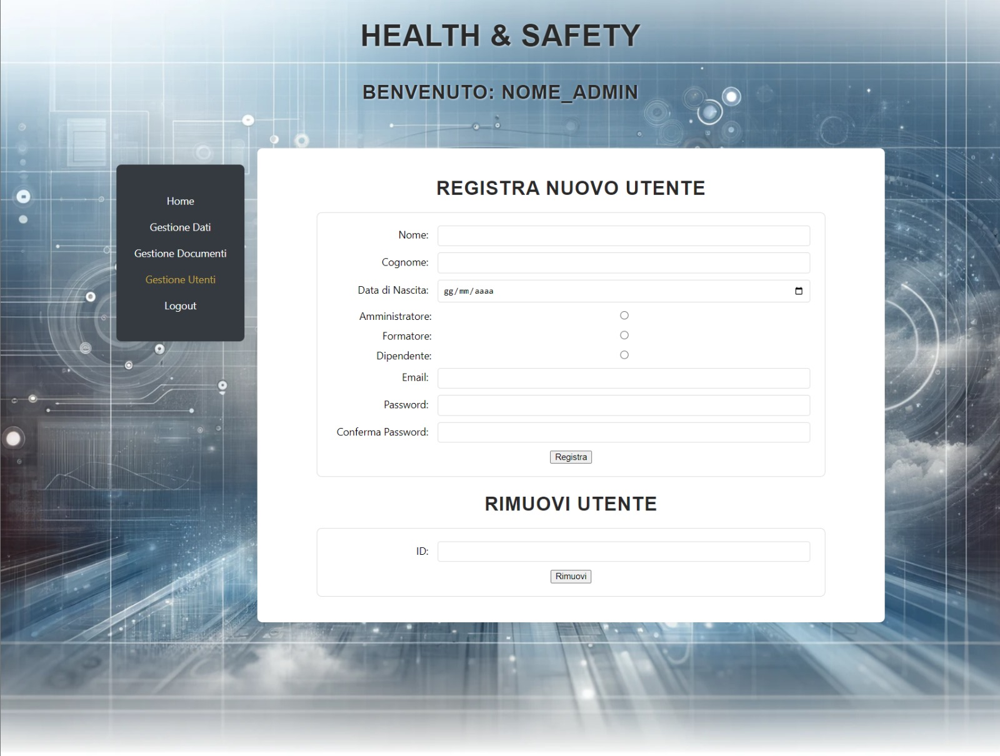 HEALTH & SAFETY
BENVENUTO: NOME_ADMIN
Home
Gestione Dati
Gestione Documenti
Gestione Utenti
Logout
REGISTRA NUOVO UTENTE
Nome:
Cognome:
Data di Nascita: gg/mm/aaaa
Amministratore:
Formatore:
Dipendente:
Email:
Password:
Conferma Password:
Registra
RIMUOVI UTENTE
ID:
Rimuovi